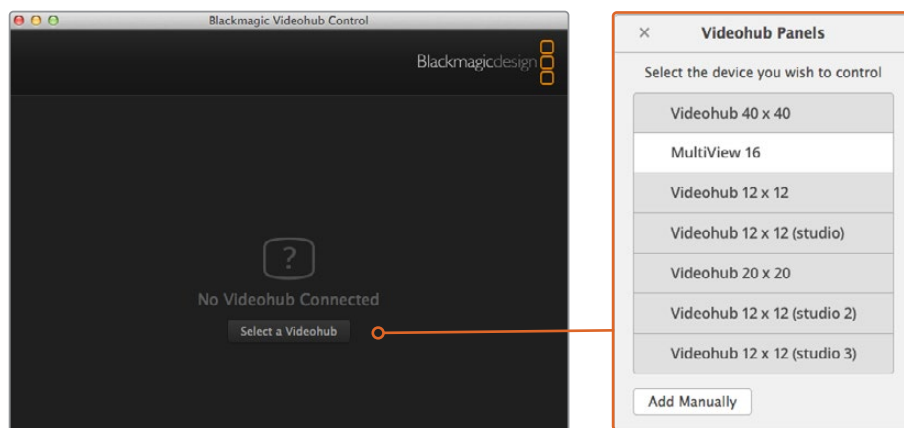 Blackmagic Videohub Control
Blackmagicdesign
?
No Videohub Connected
Select a Videohub
× Videohub Panels
Select the device you wish to control
Videohub 40 x 40
MultiView 16
Videohub 12 x 12
Videohub 12 x 12 (studio)
Videohub 20 x 20
Videohub 12 x 12 (studio 2)
Videohub 12 x 12 (studio 3)
Add Manually